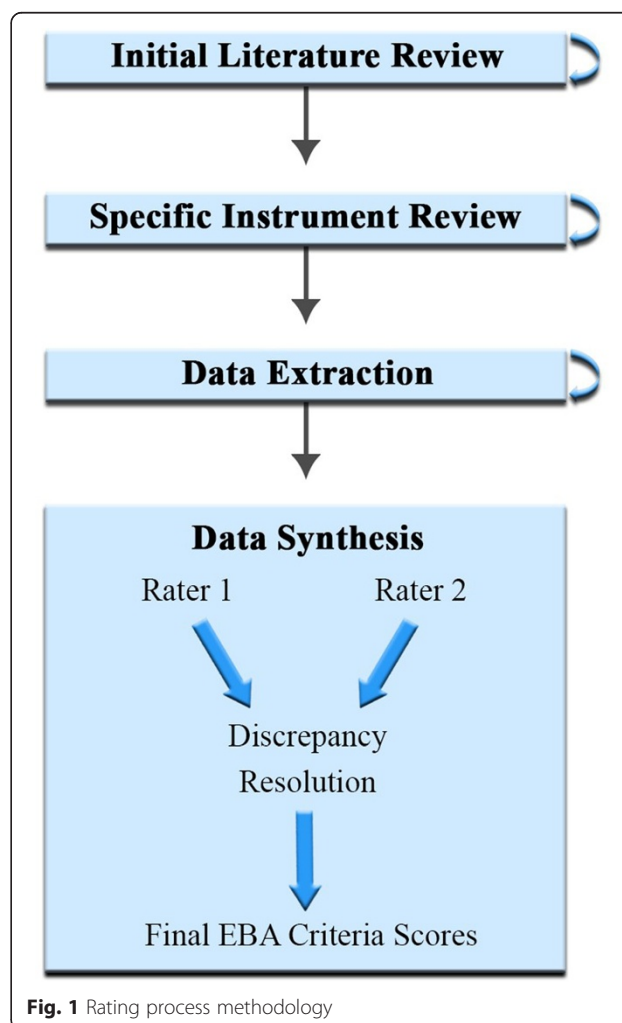 Initial Literature Review
Specific Instrument Review
Data Extraction
Data Synthesis
Rater 1 Rater 2
Discrepancy
Resolution
Final EBA Criteria Scores
Fig. 1 Rating process methodology